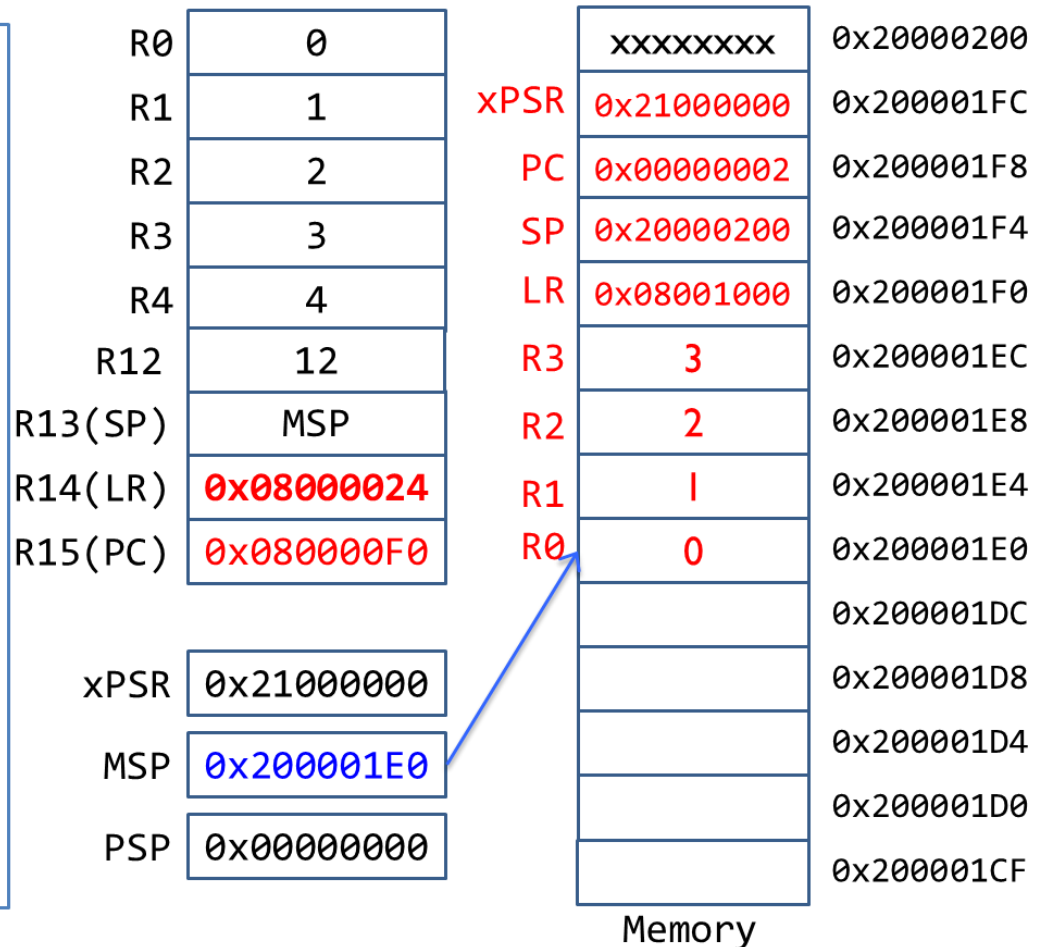 R0 0
R1 1
R2 2
R3 3
R4 4
R12 12
R13(SP) MSP
R14(LR) 0x08000024
R15(PC) 0x080000F0
xPSR 0x21000000
MSP 0x200001E0
PSP 0x00000000
xxxxxxxx 0x20000200
xPSR 0x21000000 0x200001FC
PC 0x00000002 0x200001F8
SP 0x20000200 0x200001F4
LR 0x08001000 0x200001F0
R3 3 0x200001EC
R2 2 0x200001E8
R1 1 0x200001E4
R0 0 0x200001E0
0x200001DC
0x200001D8
0x200001D4
0x200001D0
0x200001CF
Memory